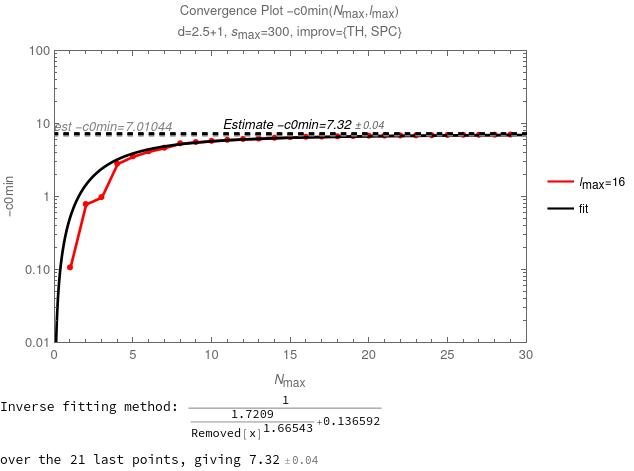 Convergence Plot −c0min(Nmax,lmax)
d=2.5+1, smax=300, improv={TH, SPC}
100
10
1
0.10
0.01
−c0min
est −c0min=7.01044
Estimate −c0min=7.32 ±0.04
0 5 10 15 20 25 30
Nmax
lmax=16
fit
Inverse fitting method:
1
1.7209
Removed[x]^1.66543 +0.136592
over the 21 last points, giving 7.32 ±0.04